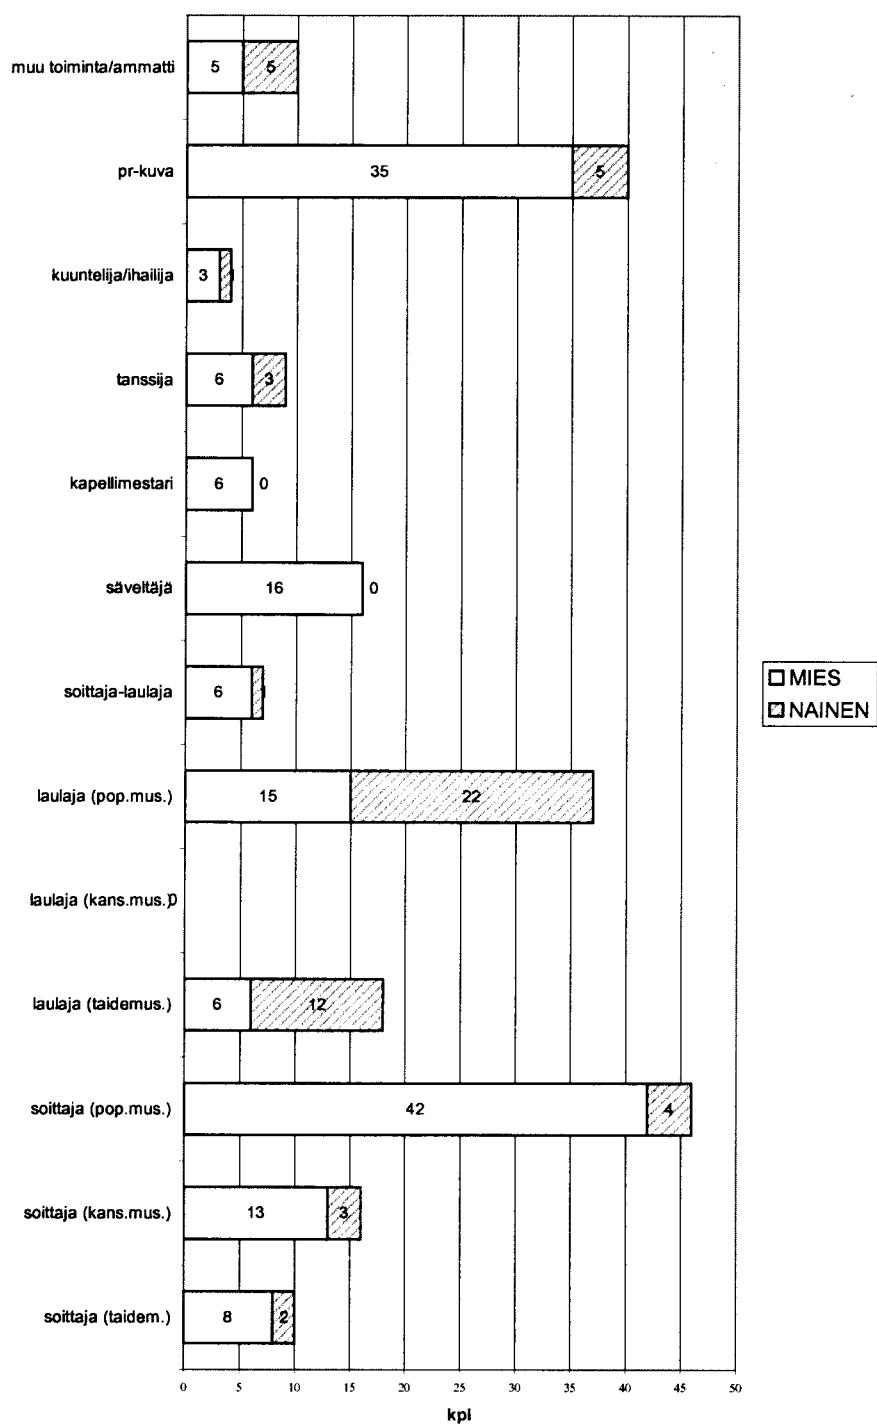 muu toiminta/ammatti 5 5
pr-kuva 35 5
kuuntelija/ihailija 3
tanssija 6 3
kapellimestari 6 0
säveltäjä 16 0
soittaja-laulaja 6
MIES
NAINEN
laulaja (pop.mus.) 15 22
laulaja (kans.mus.) 0
laulaja (taidemus.) 6 12
soittaja (pop.mus.) 42 4
soittaja (kans.mus.) 13 3
soittaja (taidem.) 8 2
0 5 10 15 20 25 30 35 40 45 50
kpl